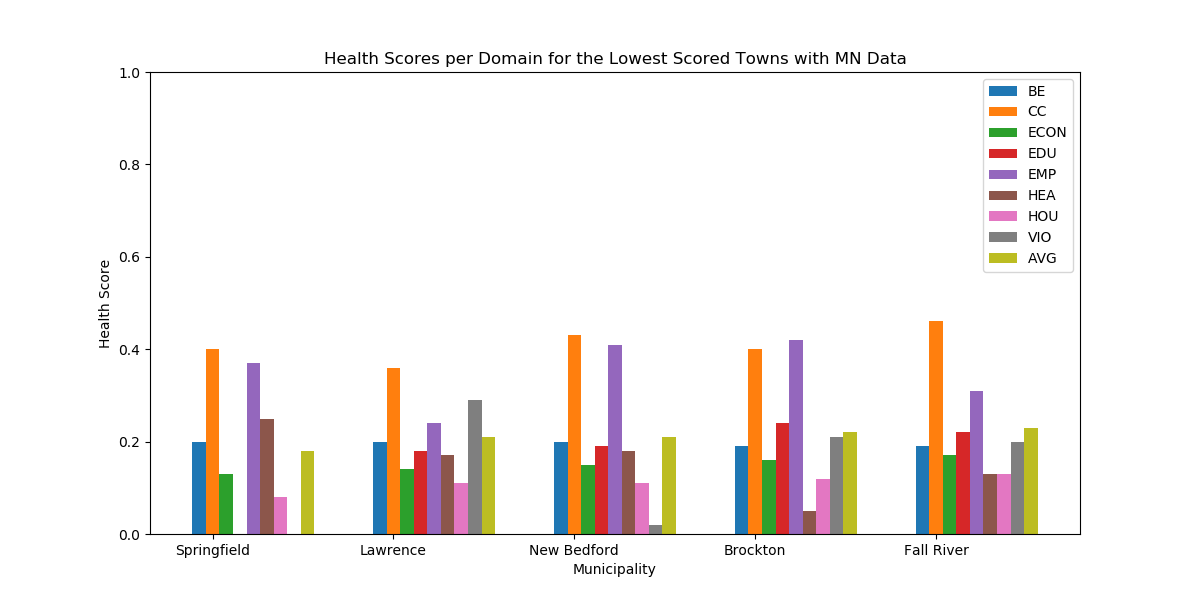 Health Scores per Domain for the Lowest Scored Towns with MN Data
1.0
0.8
0.6
0.4
0.2
0.0
Health Score
BE
CC
ECON
EDU
EMP
HEA
HOU
VIO
AVG
Springfield
Lawrence
New Bedford
Brockton
Fall River
Municipality